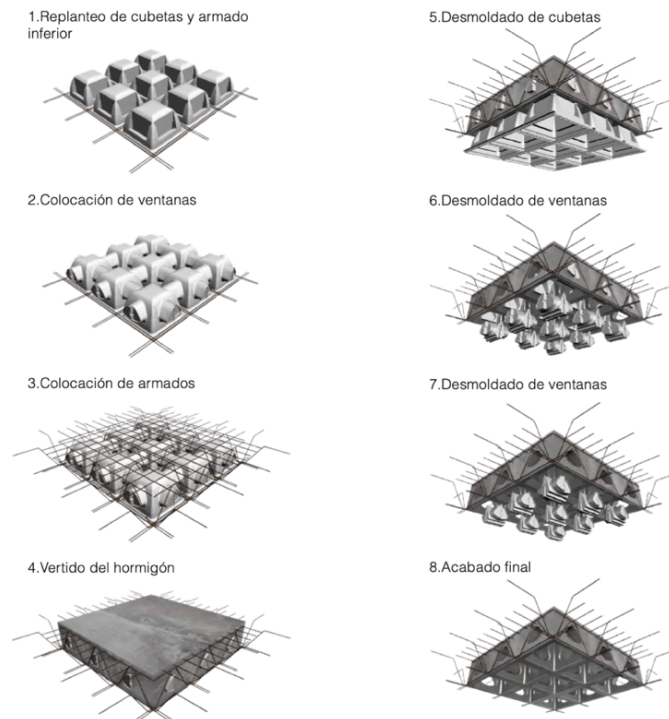 1.Replanteo de cubetas y armado
inferior
2.Colocación de ventanas
3.Colocación de armados
4.Vertido del hormigón
5.Desmoldado de cubetas
6.Desmoldado de ventanas
7.Desmoldado de ventanas
8.Acabado final